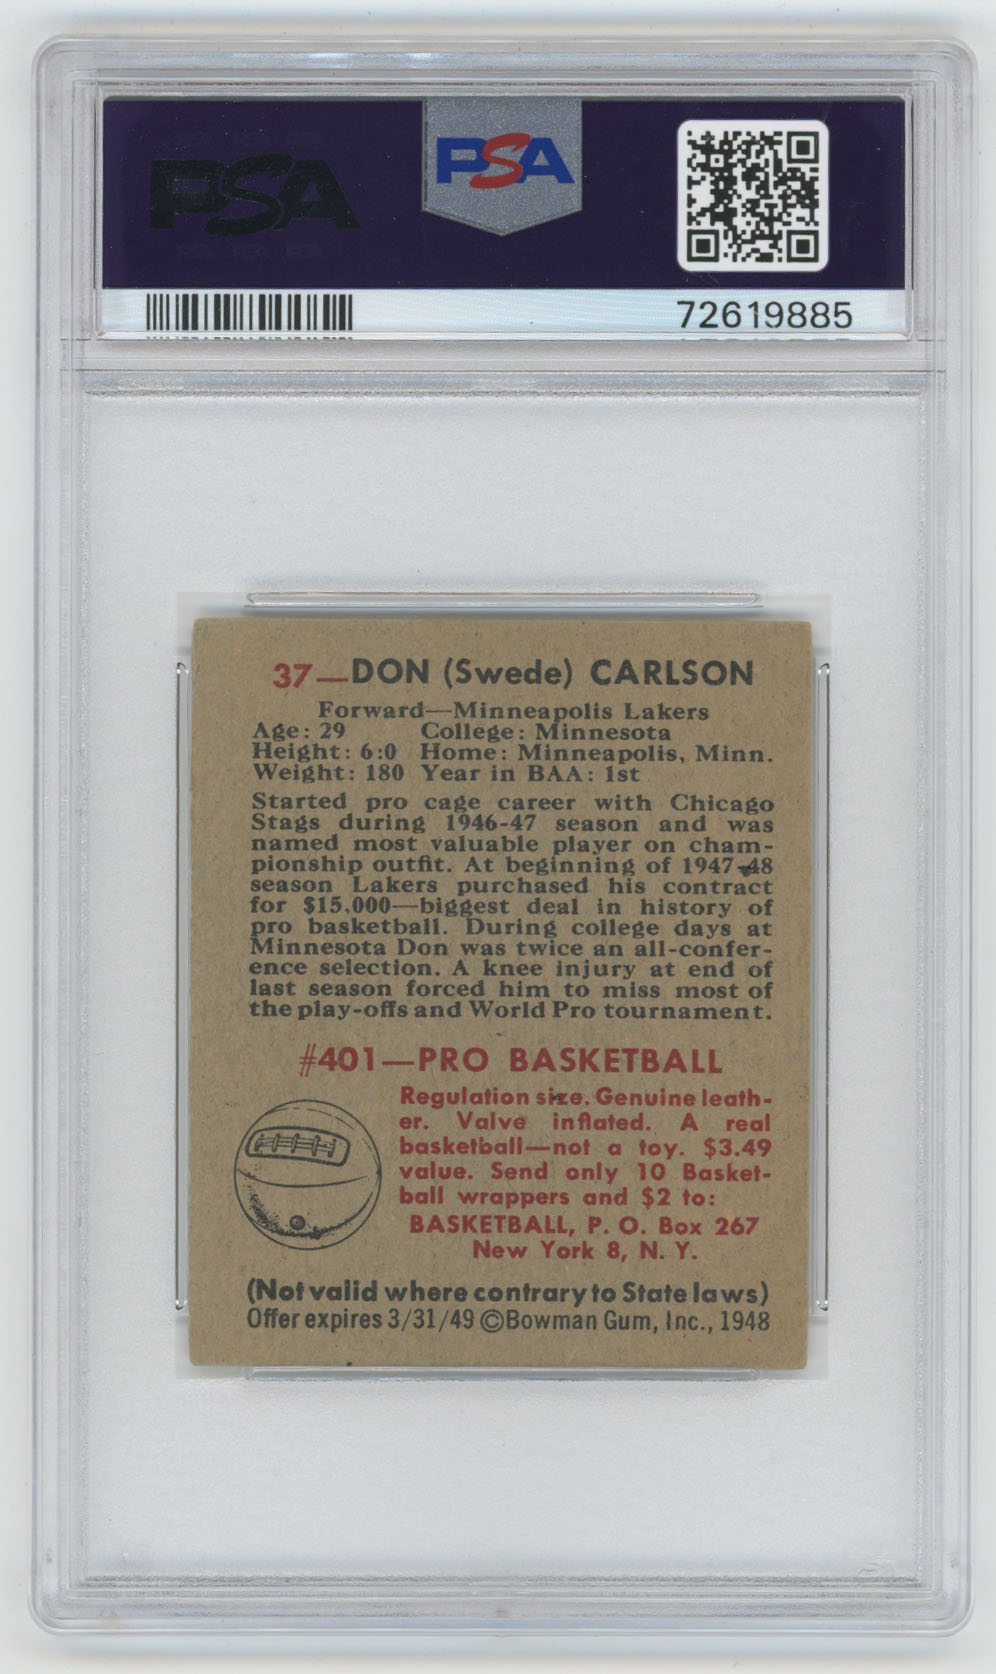 PSA PSA PSA
PSA
PSA PSA PSA
PSA
72619885
37—DON (Swede) CARLSON
Forward—Minneapolis Lakers
Age: 29 College: Minnesota
Height: 6:0 Home: Minneapolis, Minn.
Weight: 180 Year in BAA: 1st
Started pro cage career with Chicago
Stags during 1946-47 season and was
named most valuable player on cham-
pionship outfit. At beginning of 1947-48
season Lakers purchased his contract
for $15,000—biggest deal in history of
pro basketball. During college days at
Minnesota Don was twice an all-confer-
ence selection. A knee injury at end of
last season forced him to miss most of
the play-offs and World Pro tournament.
#401—PRO BASKETBALL
Regulation size. Genuine leath-
er. Valve inflated. A real
basketball—not a toy. $3.49
value. Send only 10 Basket-
ball wrappers and $2 to:
BASKETBALL, P. O. Box 267
New York 8, N. Y.
(Not valid where contrary to State laws)
Offer expires 3/31/49 ©Bowman Gum, Inc., 1948